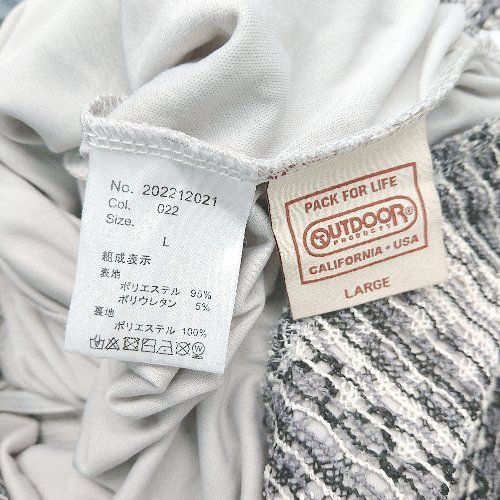 No. 202212021
Col. 022
Size. L
組成表示
表地
ポリエステル 95%
ポリウレタン 5%
裏地
ポリエステル 100%
PACK FOR LIFE
OUTDOOR®
PRODUCTS
CALIFORNIA • USA
LARGE